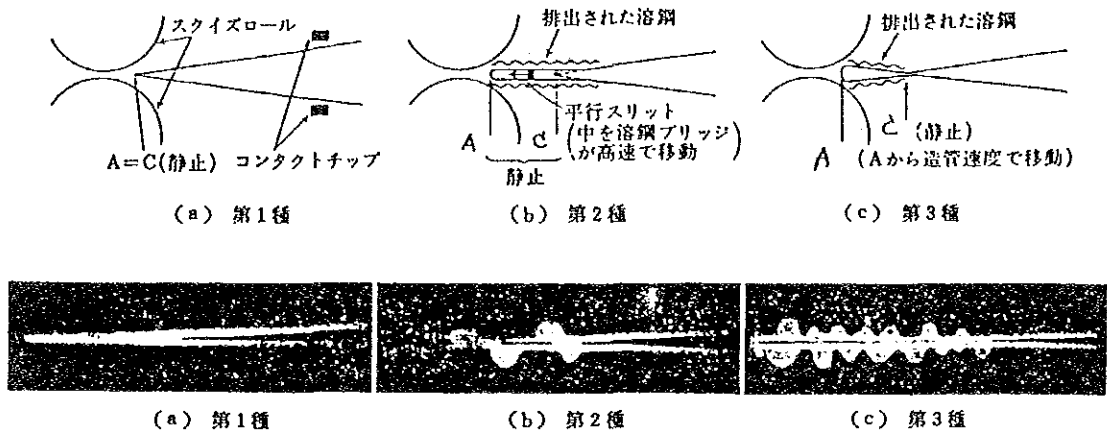 スクイズロール
A=C(静止)
コンタクトチップ
(a) 第1種
排出された溶鋼
平行スリット
(中を溶鋼ブリッジ
が高速で移動)
A
C
静止
(b) 第2種
排出された溶鋼
C (静止)
A
(Aから造管速度で移動)
(c) 第3種
(a) 第1種
(b) 第2種
(c) 第3種